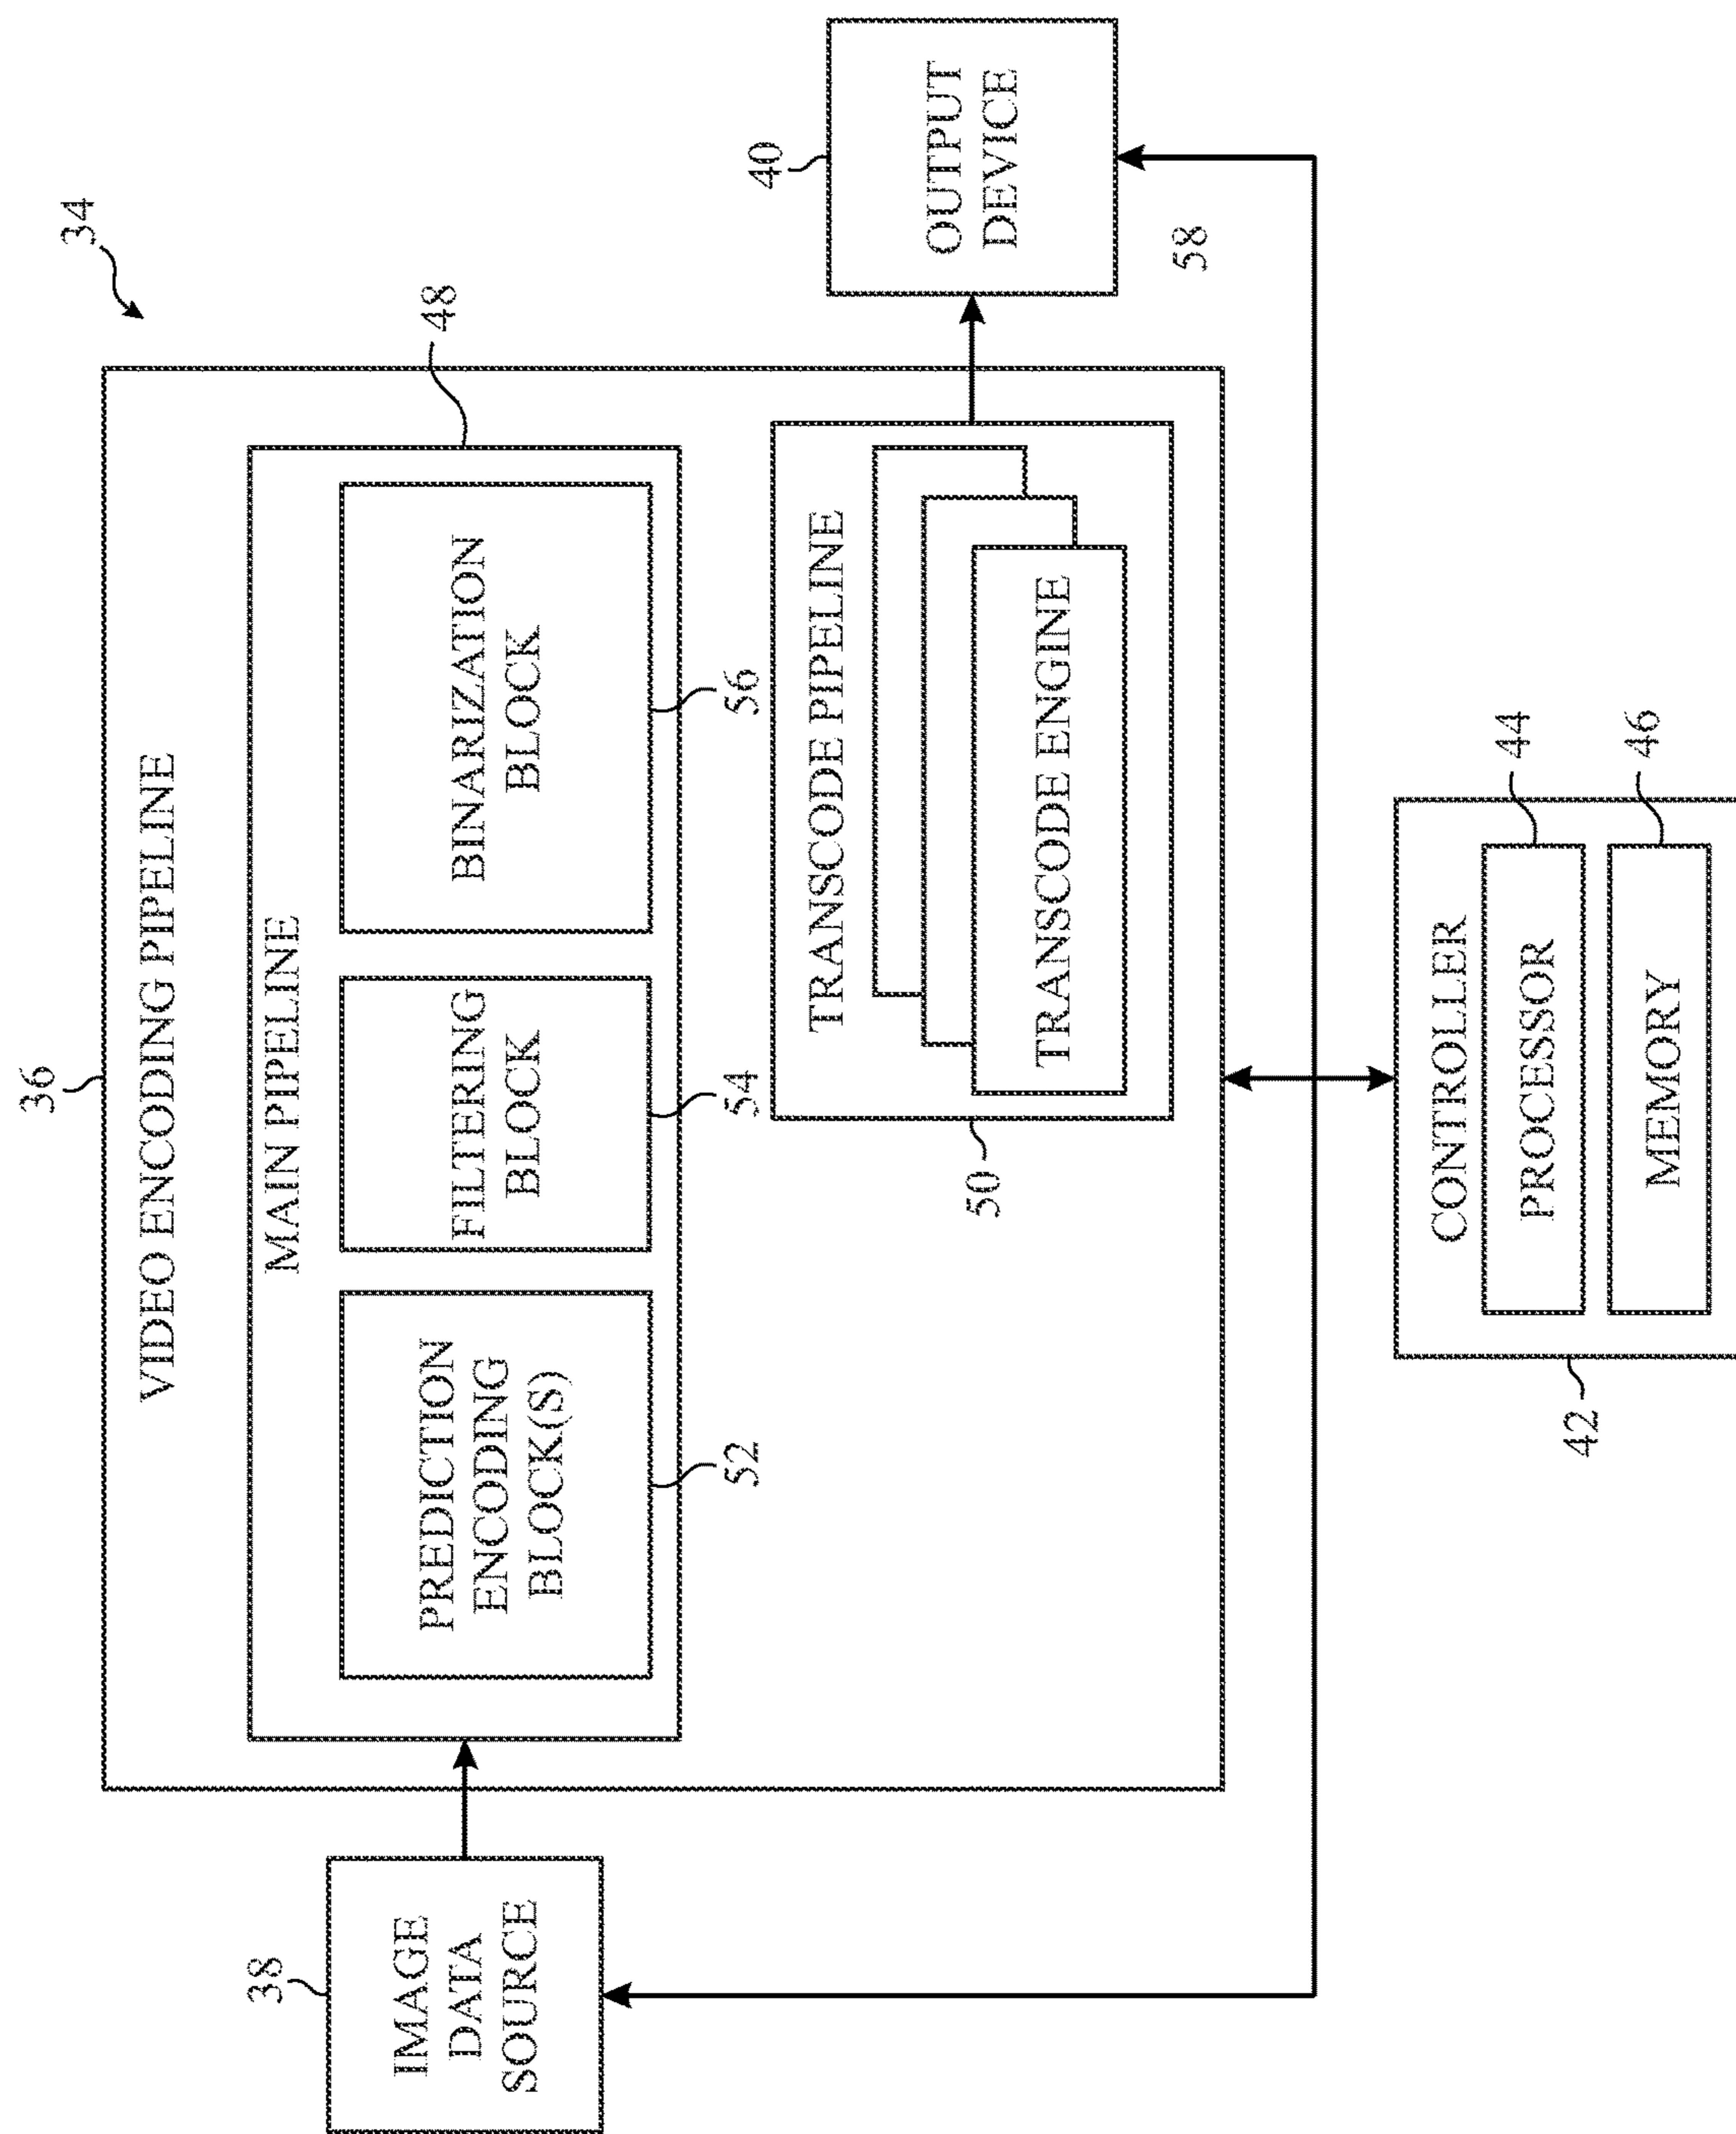 34
36
VIDEO ENCODING PIPELINE
48
MAIN PIPELINE
38
IMAGE
DATA
SOURCE
PREDICTION
ENCODING
BLOCK(S)
FILTERING
BLOCK
BINARIZATION
BLOCK
52
54
56
40
OUTPUT
DEVICE
TRANSCODE PIPELINE
TRANSCODE ENGINE
50
58
CONTROLLER
44
PROCESSOR
46
MEMORY
42